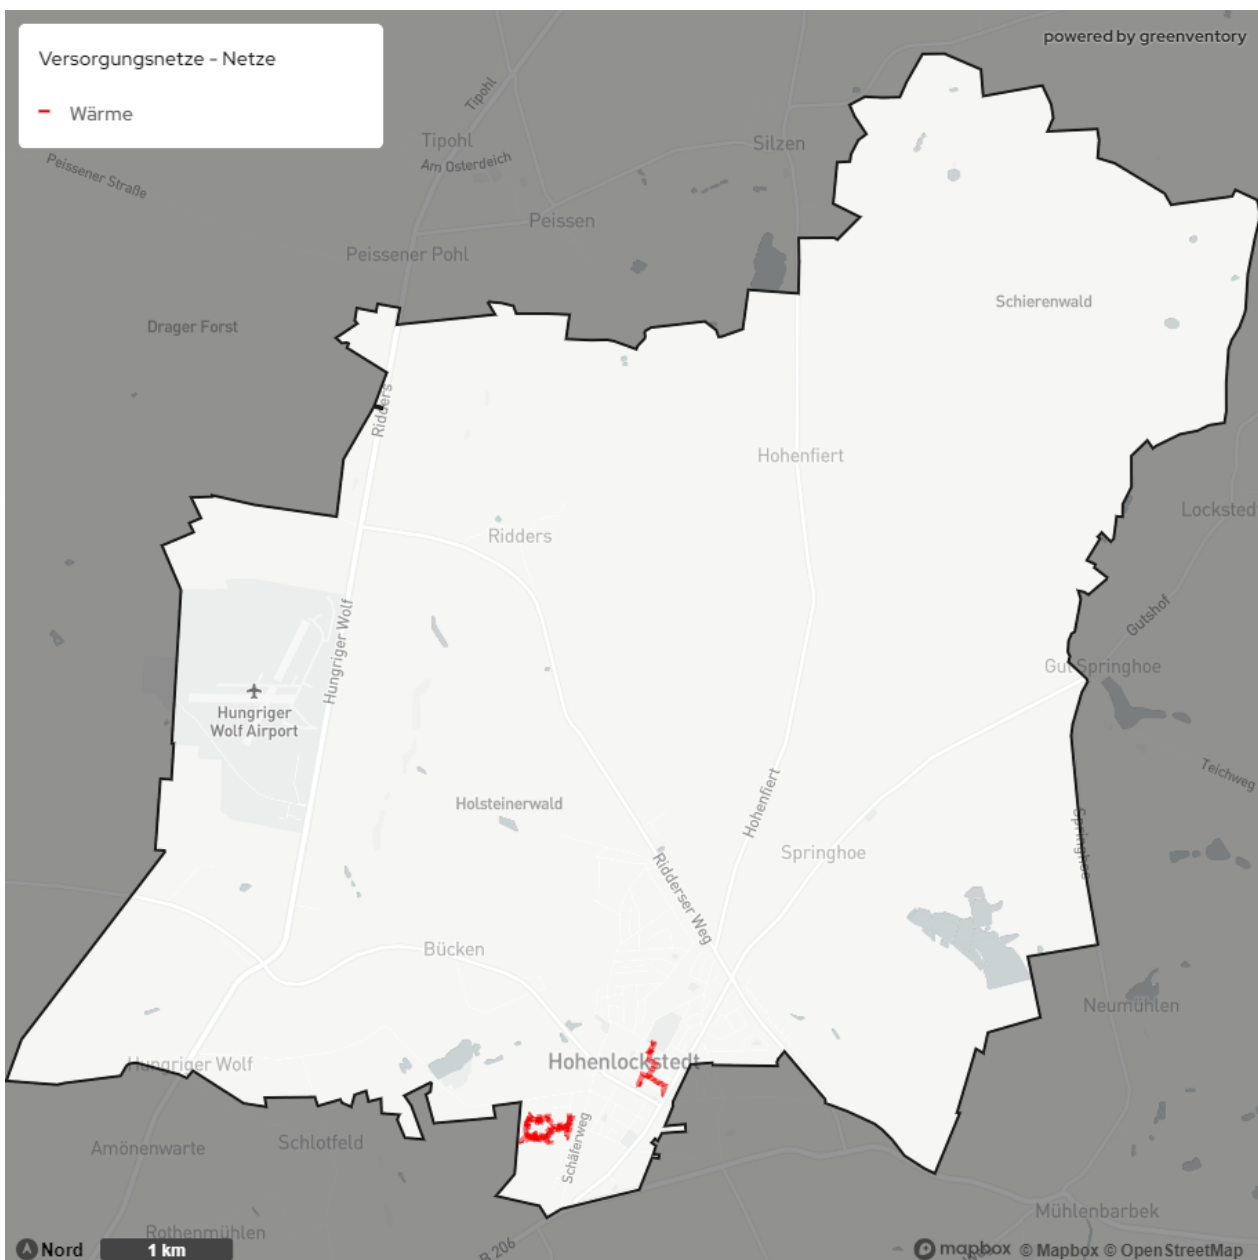 Versorgungsnetze - Netze
Wärme
powered by greenventory
Tipohl
Tipohl
Am Osterdeich
Silzen
Peissener Straße
Peissen
Peissener Pohl
Schierenwald
Drager Forst
Ridders
Hohenfiert
Lockstedt
Ridders
Hungriger Wolf
Gutshof
Gut Springhoe
Hungriger
Wolf Airport
Teichweg
Hohenfiert
Holsteinerwald
Springhoe
Springhoe
Ridderser Weg
Bücken
Neumühlen
Hungriger Wolf
Hohenlockstedt
Schäferweg
Amönenwarte
Schlotfeld
Mühlenbarbek
Rothenmühlen
B 206
Nord
1 km
mapbox © Mapbox © OpenStreetMap